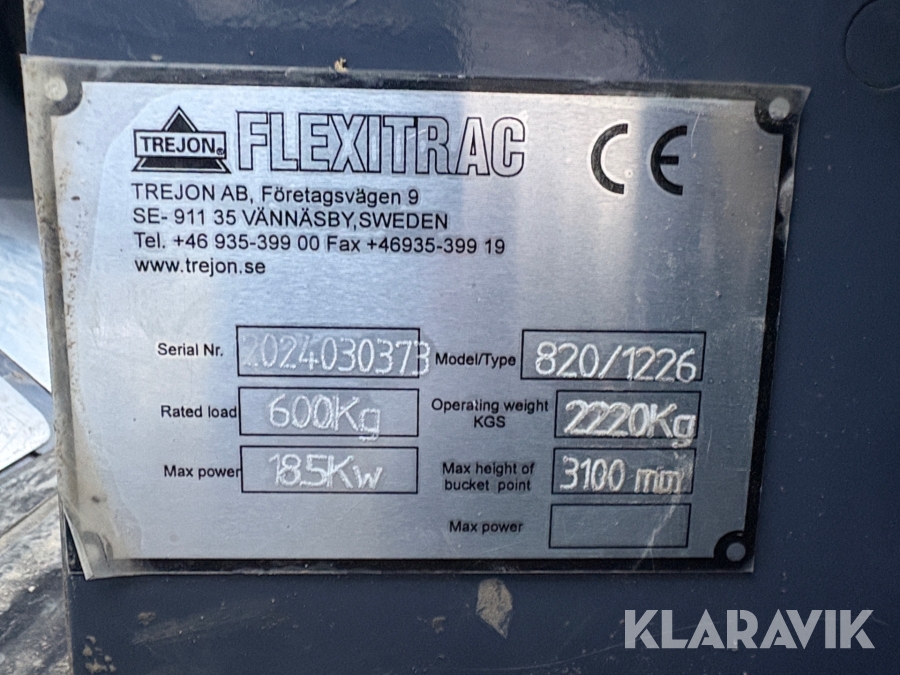 TREJON FLEXITRAC CE
TREJON AB, Företagsvägen 9
SE- 911 35 VÄNNÄSBY,SWEDEN
Tel. +46 935-399 00 Fax +46935-399 19
www.trejon.se
Serial Nr. 2024030373 Model/Type 820/1226
Rated load 600Kg Operating weight KGS 2220Kg
Max power 18.5Kw Max height of bucket point 3100 mm
Max power
KLARAVIK